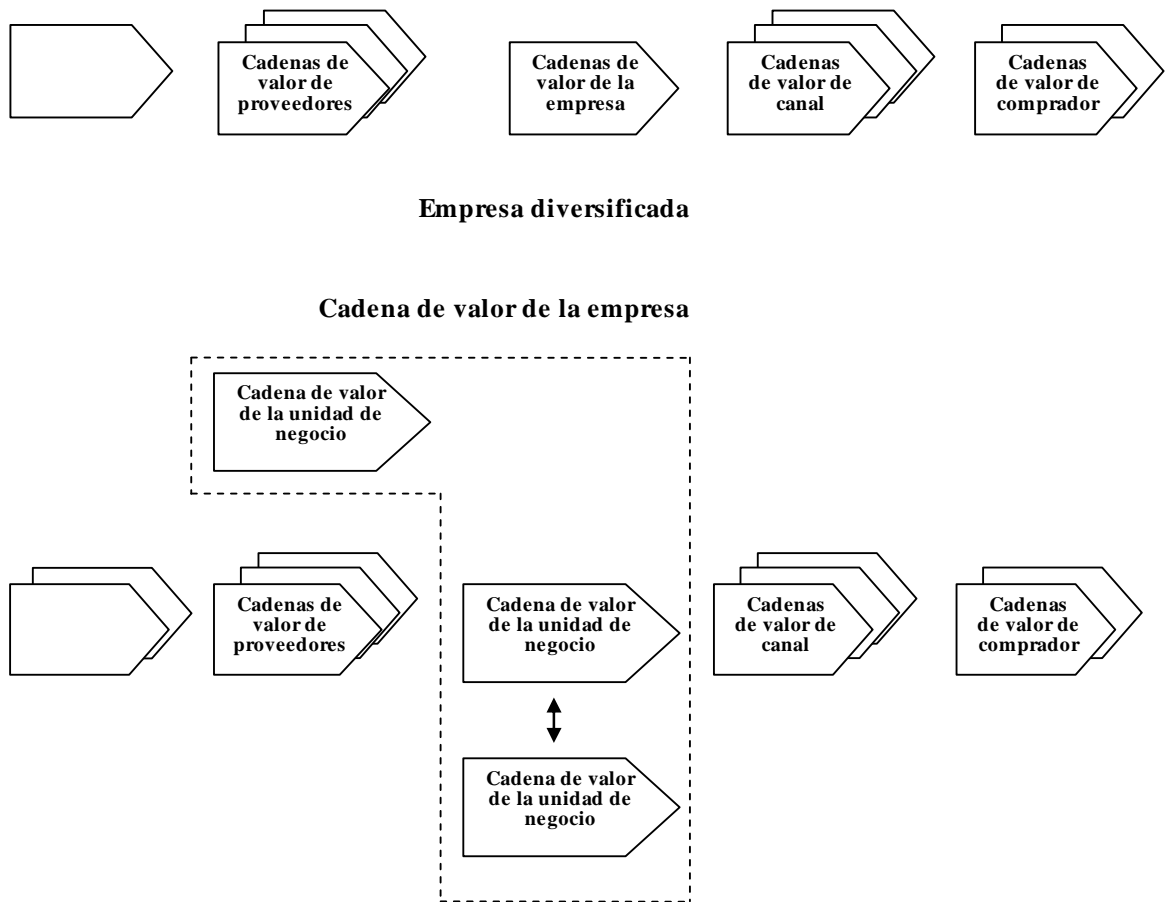 Cadenas de
valor de
proveedores
Cadenas de
valor de la
empresa
Cadenas
de valor de
canal
Cadenas
de valor de
comprador
Empresa diversificada
Cadena de valor de la empresa
Cadena de valor
de la unidad de
negocio
Cadenas de
valor de
proveedores
Cadena de valor
de la unidad de
negocio
Cadenas
de valor de
canal
Cadenas
de valor de
comprador
Cadena de valor
de la unidad de
negocio